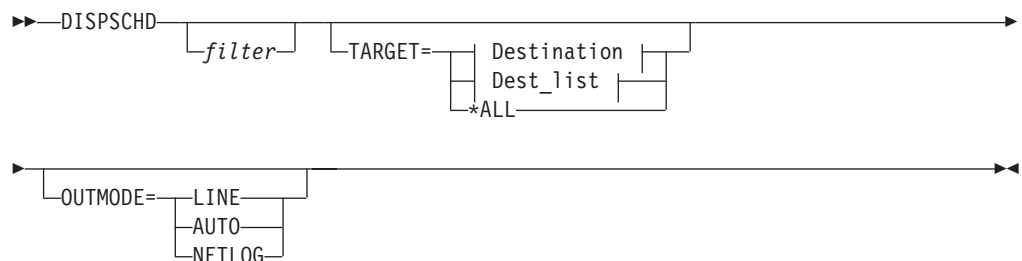 DISPSCHD
filter
TARGET=
Destination
Dest_list
*ALL
OUTMODE=
LINE
AUTO
NETLOG